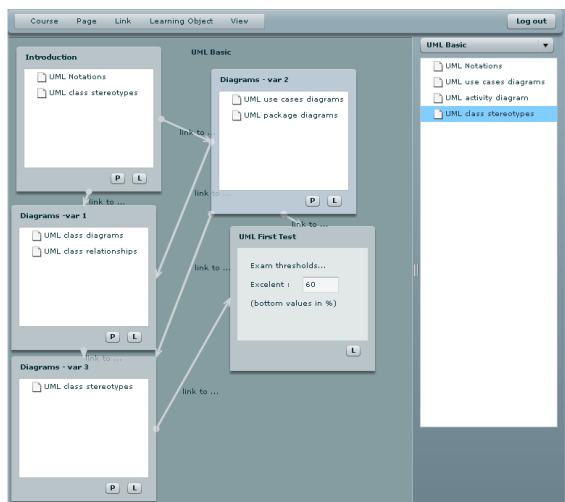 Course Page Link Learning Object View Log out
UML Basic
Introduction
UML Notations
UML class stereotypes
P L
link to ...
Diagrams - var 2
UML use cases diagrams
UML package diagrams
P L
link to ...
link to ...
link to ...
Diagrams -var 1
UML class diagrams
UML class relationships
P L
link to ...
UML First Test
Exam thresholds...
Excelent : 60
(bottom values in %)
L
link to ...
link to ...
Diagrams - var 3
UML class stereotypes
P L
link to ...
UML Basic
UML Notations
UML use cases diagrams
UML activity diagram
UML class stereotypes